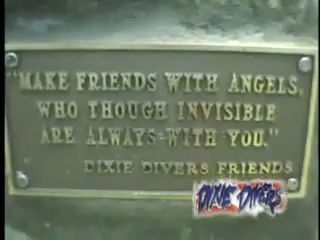 "MAKE FRIENDS WITH ANGELS,
WHO THOUGH INVISIBLE
ARE ALWAYS WITH YOU."
DIXIE DIVERS FRIENDS
DIXIE DIVERS